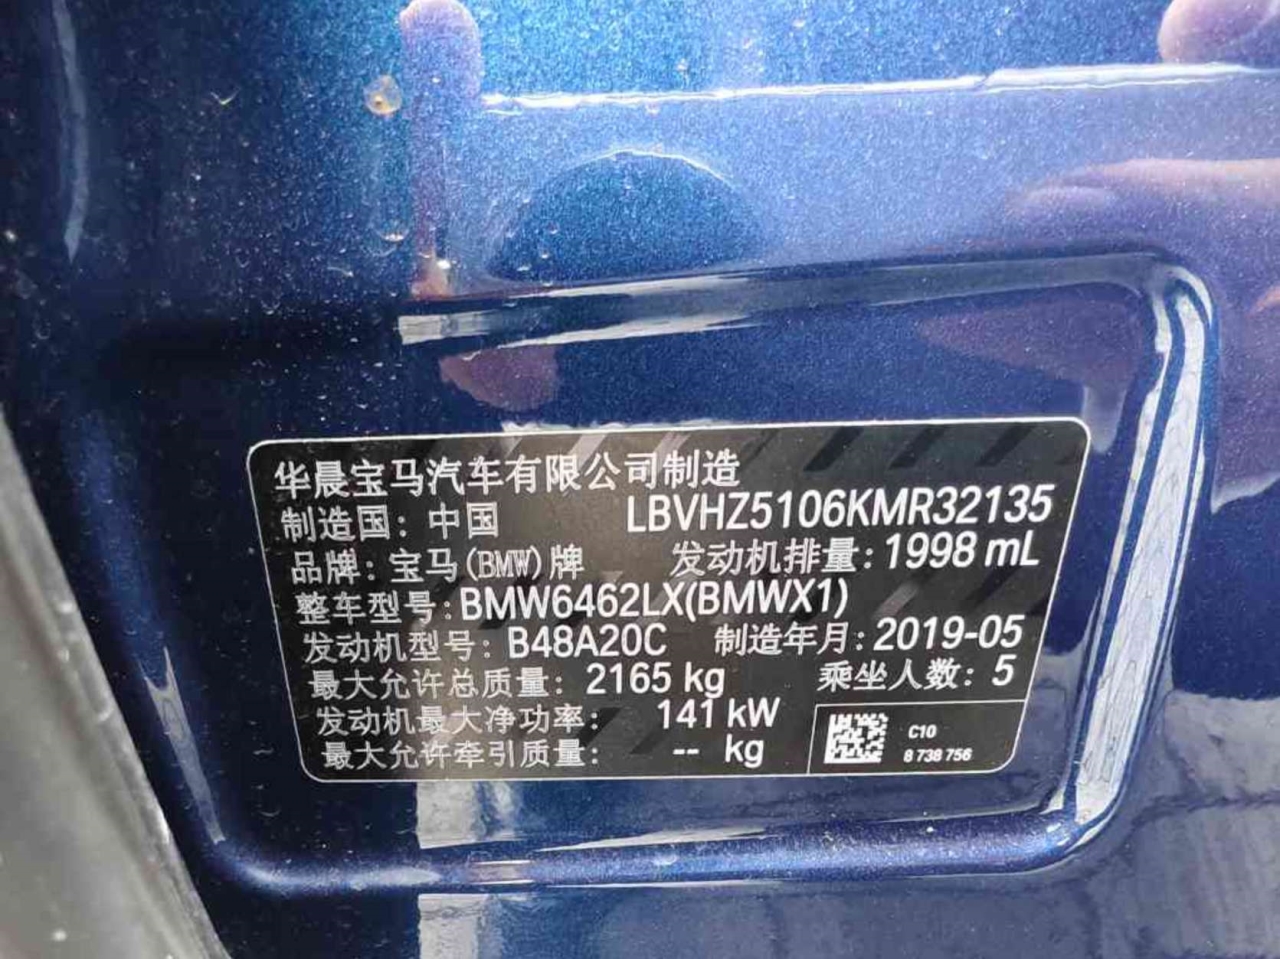 华晨宝马汽车有限公司制造
制造国：中国 LBVHZ5106KMR32135
品牌：宝马(BMW)牌 发动机排量：1998 mL
整车型号：BMW6462LX(BMWX1)
发动机型号：B48A20C 制造年月：2019-05
最大允许总质量：2165 kg 乘坐人数：5
发动机最大净功率：141 kW
最大允许牵引质量：-- kg
C10
8 738 756